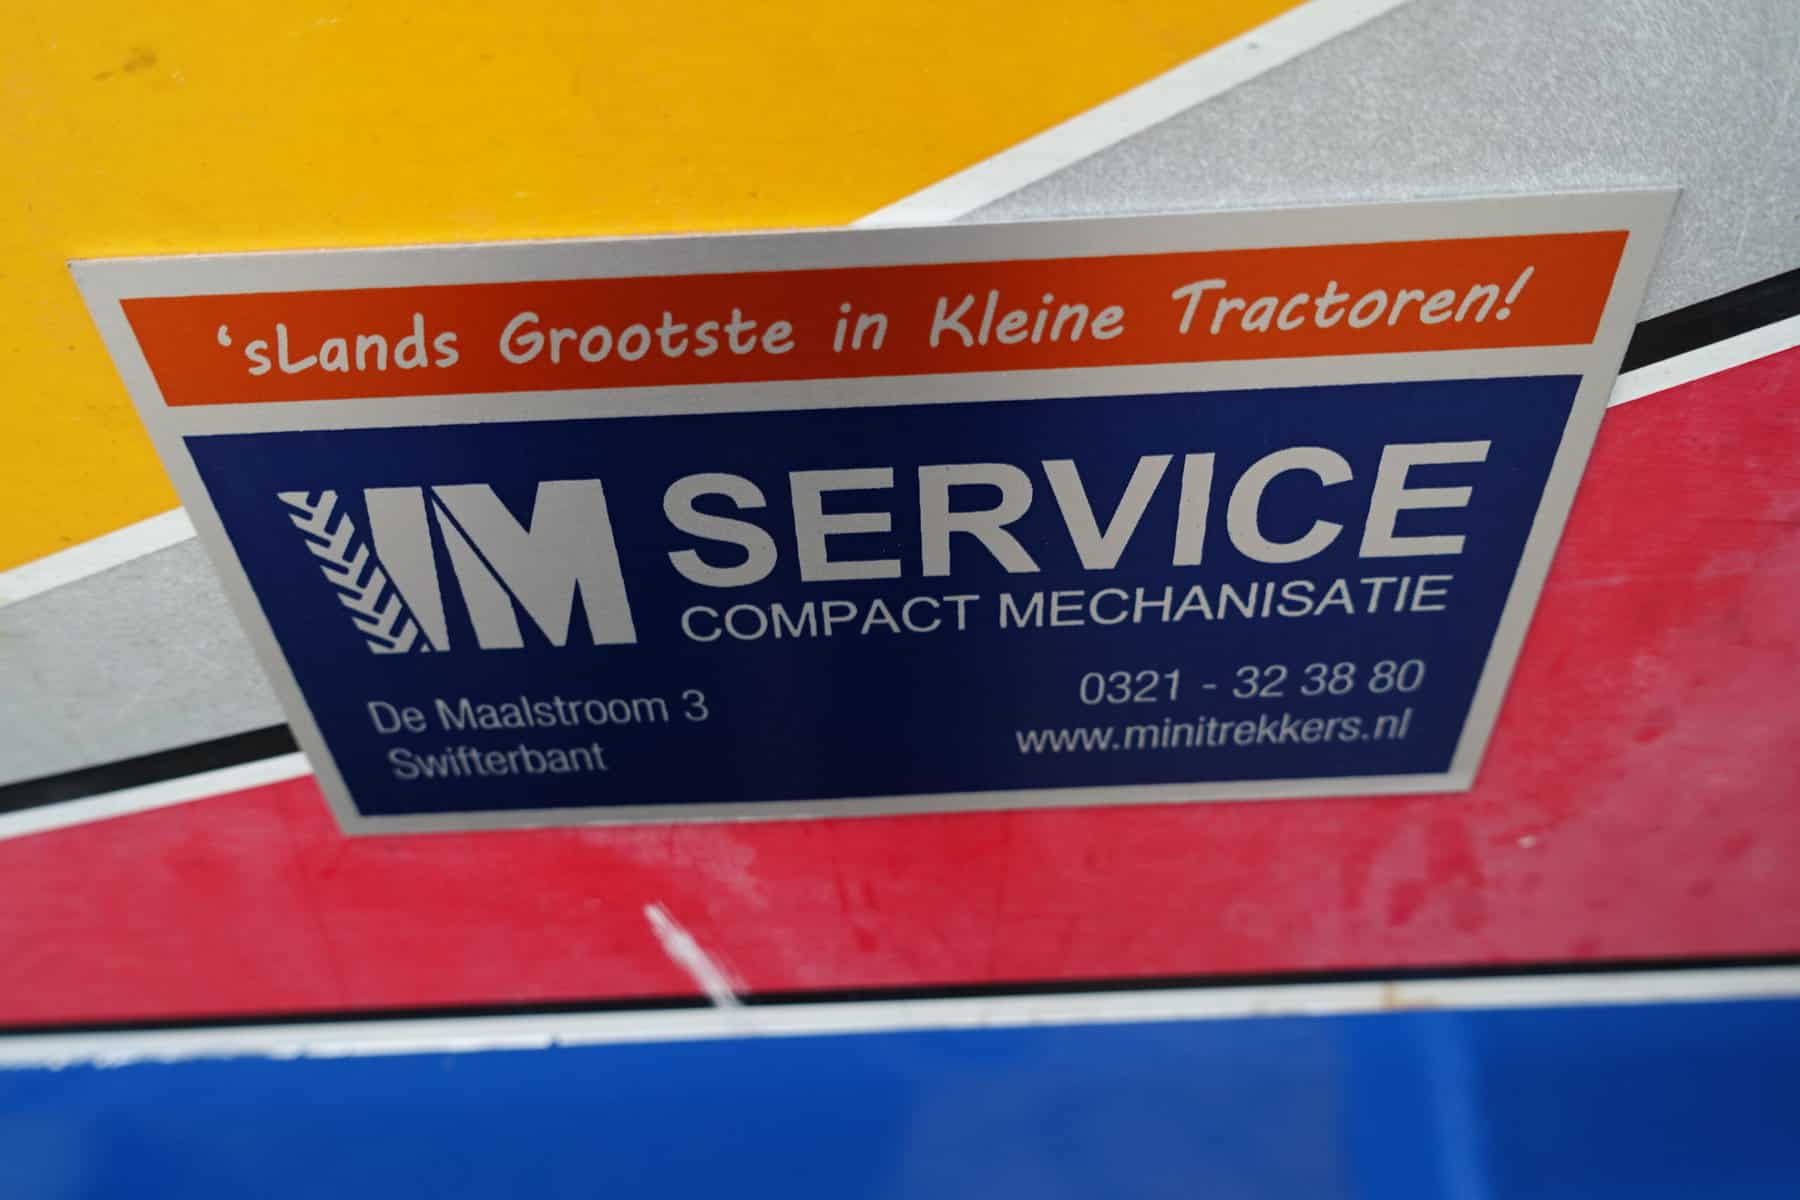 ‘sLands Grootste in Kleine Tractoren!
IM SERVICE
COMPACT MECHANISATIE
De Maalstroom 3
Swifterbant
0321 - 32 38 80
www.minitrekkers.nl